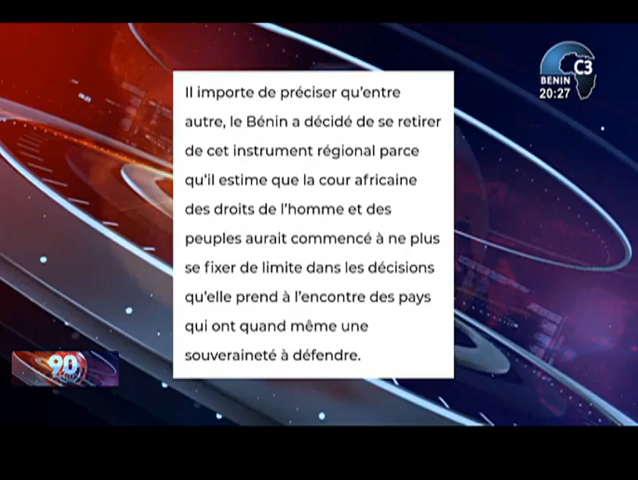 Il importe de préciser qu'entre
autre, le Bénin a décidé de se retirer
de cet instrument régional parce
qu'il estime que la cour africaine
des droits de l'homme et des
peuples aurait commencé à ne plus
se fixer de limite dans les décisions
qu'elle prend à l'encontre des pays
qui ont quand même une
souveraineté à défendre.
C3
BENIN
20:27
90